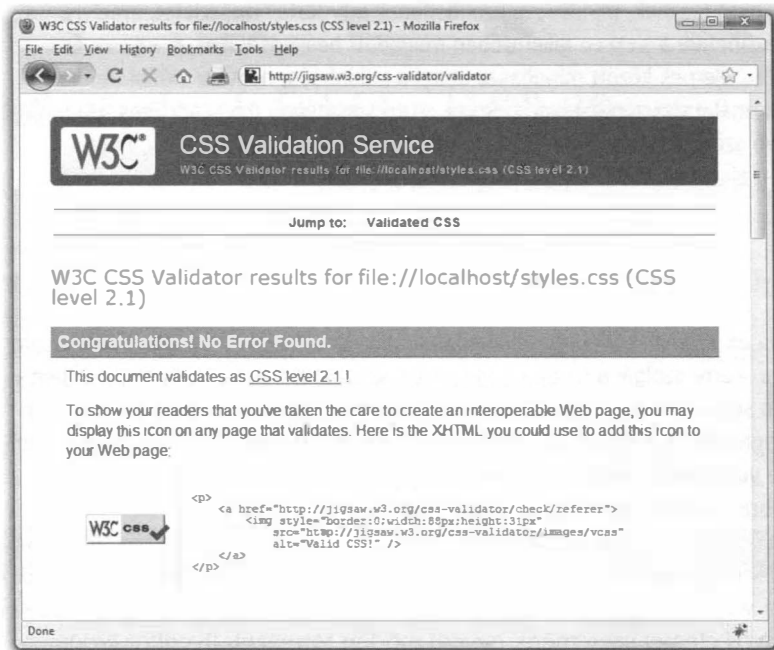 W3C CSS Validator results for file://localhost/styles.css (CSS level 2.1) - Mozilla Firefox
File Edit View History Bookmarks Tools Help
http://jigsaw.w3.org/css-validator/validator
W3C® CSS Validation Service
W3C CSS Validator results for file://localhost/styles.css (CSS level 2.1)
Jump to: Validated CSS
W3C CSS Validator results for file://localhost/styles.css (CSS
level 2.1)
Congratulations! No Error Found.
This document validates as CSS level 2.1 !
To show your readers that you've taken the care to create an interoperable Web page, you may
display this icon on any page that validates. Here is the XHTML you could use to add this icon to
your Web page:
W3C css
<p>
<a href="http://jigsaw.w3.org/css-validator/check/referer">
<img style="border:0;width:88px;height:31px"
src="http://jigsaw.w3.org/css-validator/images/vcss"
alt="Valid CSS!" />
</a>
</p>
Done